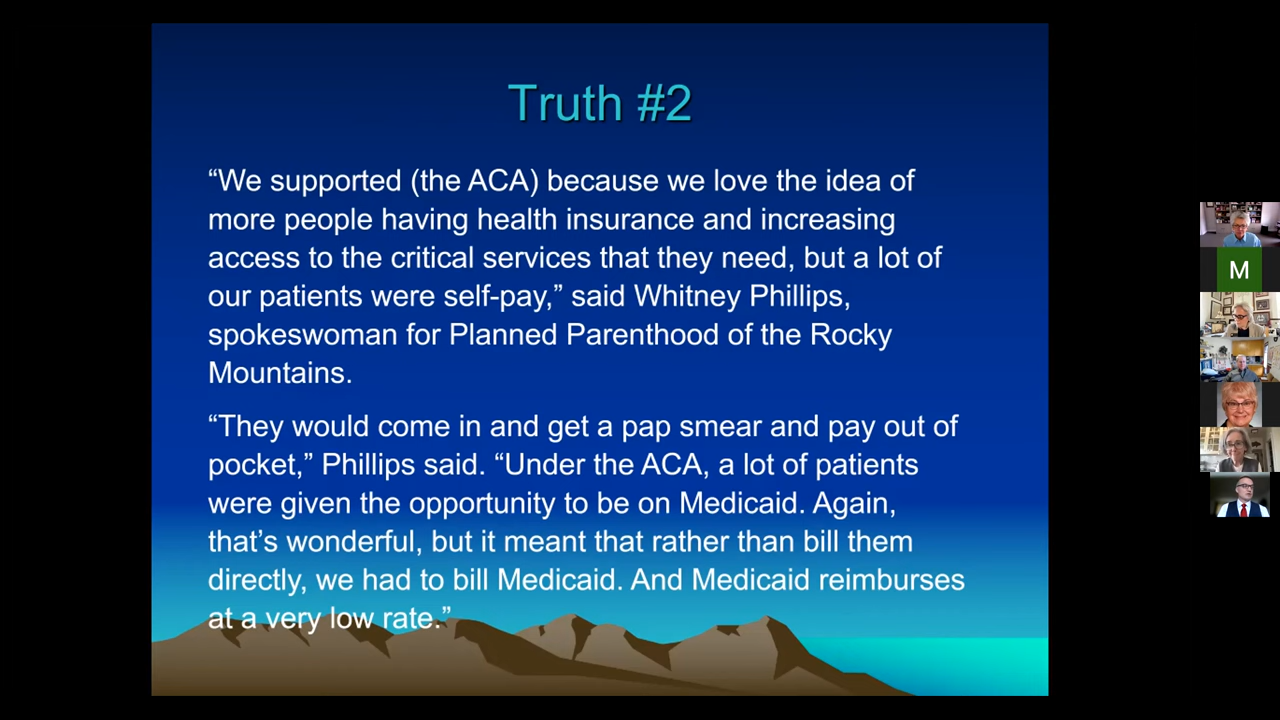 Truth #2
“We supported (the ACA) because we love the idea of
more people having health insurance and increasing
access to the critical services that they need, but a lot of
our patients were self-pay,” said Whitney Phillips,
spokeswoman for Planned Parenthood of the Rocky
Mountains.
“They would come in and get a pap smear and pay out of
pocket,” Phillips said. “Under the ACA, a lot of patients
were given the opportunity to be on Medicaid. Again,
that’s wonderful, but it meant that rather than bill them
directly, we had to bill Medicaid. And Medicaid reimburses
at a very low rate.”
M